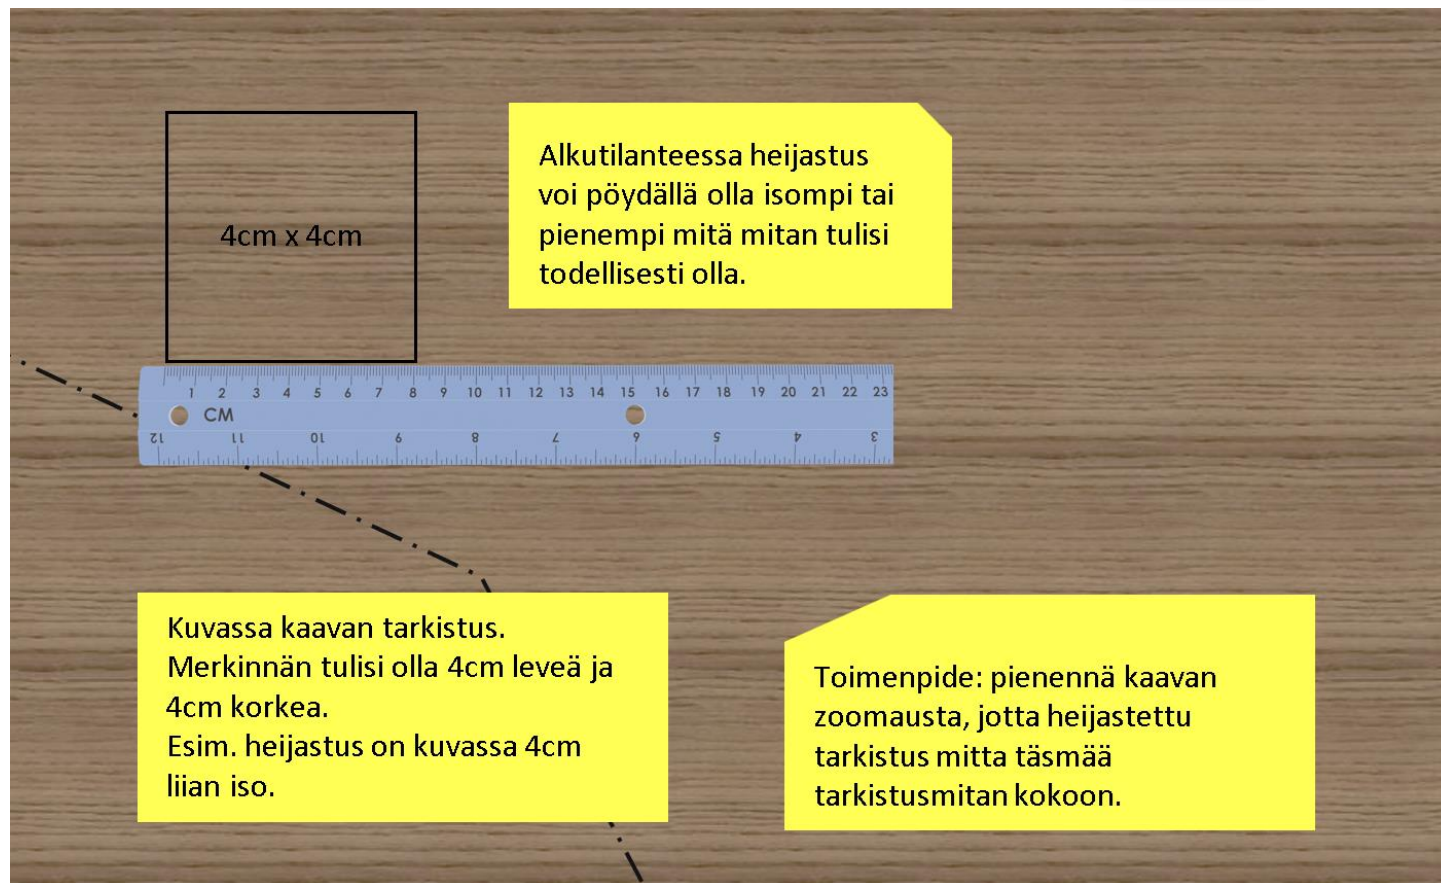 4cm x 4cm
Alkutilanteessa heijastus
voi pöydällä olla isompi tai
pienempi mitä mitan tulisi
todellisesti olla.
1 2 3 4 5 6 7 8 9 10 11 12 13 14 15 16 17 18 19 20 21 22 23
CM
12 11 10 9 8 7 6 5 4 3
Kuvassa kaavan tarkistus.
Merkinnän tulisi olla 4cm leveä ja
4cm korkea.
Esim. heijastus on kuvassa 4cm
liian iso.
Toimenpide: pienennä kaavan
zoomausta, jotta heijastettu
tarkistus mitta täsmää
tarkistusmitan kokoon.